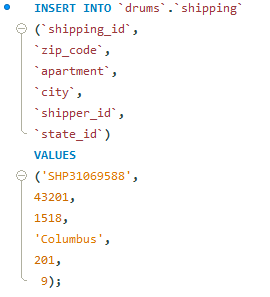 INSERT INTO `drums`.`shipping`
(`shipping_id`,
`zip_code`,
`apartment`,
`city`,
`shipper_id`,
`state_id`)
VALUES
('SHP31069588',
43201,
1518,
'Columbus',
201,
9);